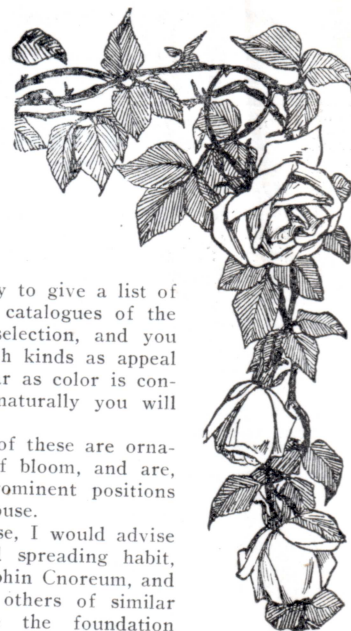 y to give a list of
catalogues of the
selection, and you
h kinds as appeal
r as color is con-
naturally you will
of these are orna-
f bloom, and are,
rominent positions
ouse.
se, I would advise
l spreading habit,
phin Cnoreum, and
others of similar
the foundation